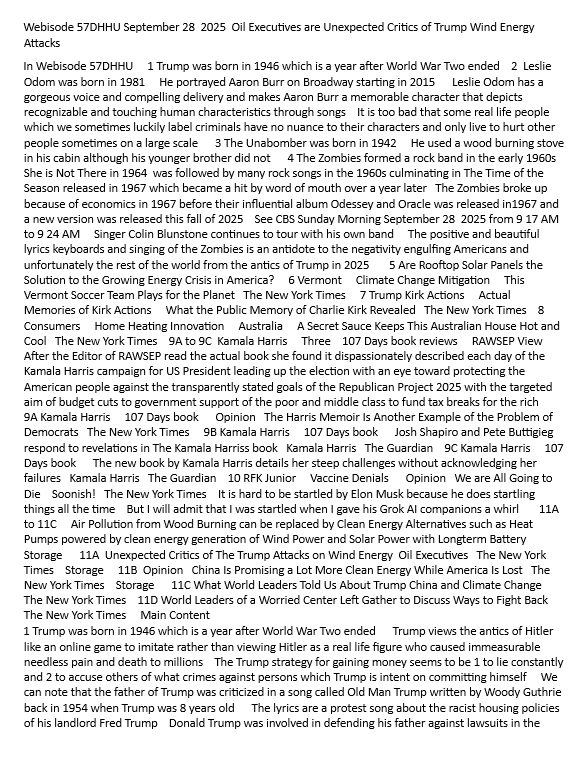 Webisode 57DHHU September 28  2025  Oil Executives are Unexpected Critics of Trump Wind Energy
Attacks
In Webisode 57DHHU    1 Trump was born in 1946 which is a year after World War Two ended   2  Leslie
Odom was born in 1981    He portrayed Aaron Burr on Broadway starting in 2015     Leslie Odom has a
gorgeous voice and compelling delivery and makes Aaron Burr a memorable character that depicts
recognizable and touching human characteristics through songs   It is too bad that some real life people
which we sometimes luckily label criminals have no nuance to their characters and only live to hurt other
people sometimes on a large scale    3 The Unabomber was born in 1942    He used a wood burning stove
in his cabin although his younger brother did not    4 The Zombies formed a rock band in the early 1960s
She is Not There in 1964  was followed by many rock songs in the 1960s culminating in The Time of the
Season released in 1967 which became a hit by word of mouth over a year later   The Zombies broke up
because of economics in 1967 before their influential album Odessey and Oracle was released in1967 and
a new version was released this fall of 2025    See CBS Sunday Morning September 28  2025 from 9 17 AM
to 9 24 AM    Singer Colin Blunstone continues to tour with his own band    The positive and beautiful
lyrics keyboards and singing of the Zombies is an antidote to the negativity engulfing Americans and
unfortunately the rest of the world from the antics of Trump in 2025     5 Are Rooftop Solar Panels the
Solution to the Growing Energy Crisis in America?   6 Vermont    Climate Change Mitigation    This
Vermont Soccer Team Plays for the Planet   The New York Times    7 Trump Kirk Actions    Actual
Memories of Kirk Actions    What the Public Memory of Charlie Kirk Revealed   The New York Times   8
Consumers    Home Heating Innovation    Australia    A Secret Sauce Keeps This Australian House Hot and
Cool   The New York Times    9A to 9C  Kamala Harris    Three   107 Days book reviews    RAWSEP View
After the Editor of RAWSEP read the actual book she found it dispassionately described each day of the
Kamala Harris campaign for US President leading up the election with an eye toward protecting the
American people against the transparently stated goals of the Republican Project 2025 with the targeted
aim of budget cuts to government support of the poor and middle class to fund tax breaks for the rich
9A Kamala Harris    107 Days book     Opinion   The Harris Memoir Is Another Example of the Problem of
Democrats   The New York Times    9B Kamala Harris    107 Days book     Josh Shapiro and Pete Buttigieg
respond to revelations in The Kamala Harriss book   Kamala Harris   The Guardian    9C Kamala Harris    107
Days book     The new book by Kamala Harris details her steep challenges without acknowledging her
failures   Kamala Harris   The Guardian    10 RFK Junior    Vaccine Denials     Opinion   We are All Going to
Die   Soonish!   The New York Times    It is hard to be startled by Elon Musk because he does startling
things all the time    But I will admit that I was startled when I gave his Grok AI companions a whirl    11A
to 11C    Air Pollution from Wood Burning can be replaced by Clean Energy Alternatives such as Heat
Pumps powered by clean energy generation of Wind Power and Solar Power with Longterm Battery
Storage    11A  Unexpected Critics of The Trump Attacks on Wind Energy  Oil Executives   The New York
Times   Storage    11B  Opinion   China Is Promising a Lot More Clean Energy While America Is Lost   The
New York Times    Storage    11C What World Leaders Told Us About Trump China and Climate Change
The New York Times    11D World Leaders of a Worried Center Left Gather to Discuss Ways to Fight Back
The New York Times    Main Content
1 Trump was born in 1946 which is a year after World War Two ended     Trump views the antics of Hitler
like an online game to imitate rather than viewing Hitler as a real life figure who caused immeasurable
needless pain and death to millions   The Trump strategy for gaining money seems to be 1 to lie constantly
and 2 to accuse others of what crimes against persons which Trump is intent on committing himself    We
can note that the father of Trump was criticized in a song called Old Man Trump written by Woody Guthrie
back in 1954 when Trump was 8 years old     The lyrics are a protest song about the racist housing policies
of his landlord Fred Trump   Donald Trump was involved in defending his father against lawsuits in the